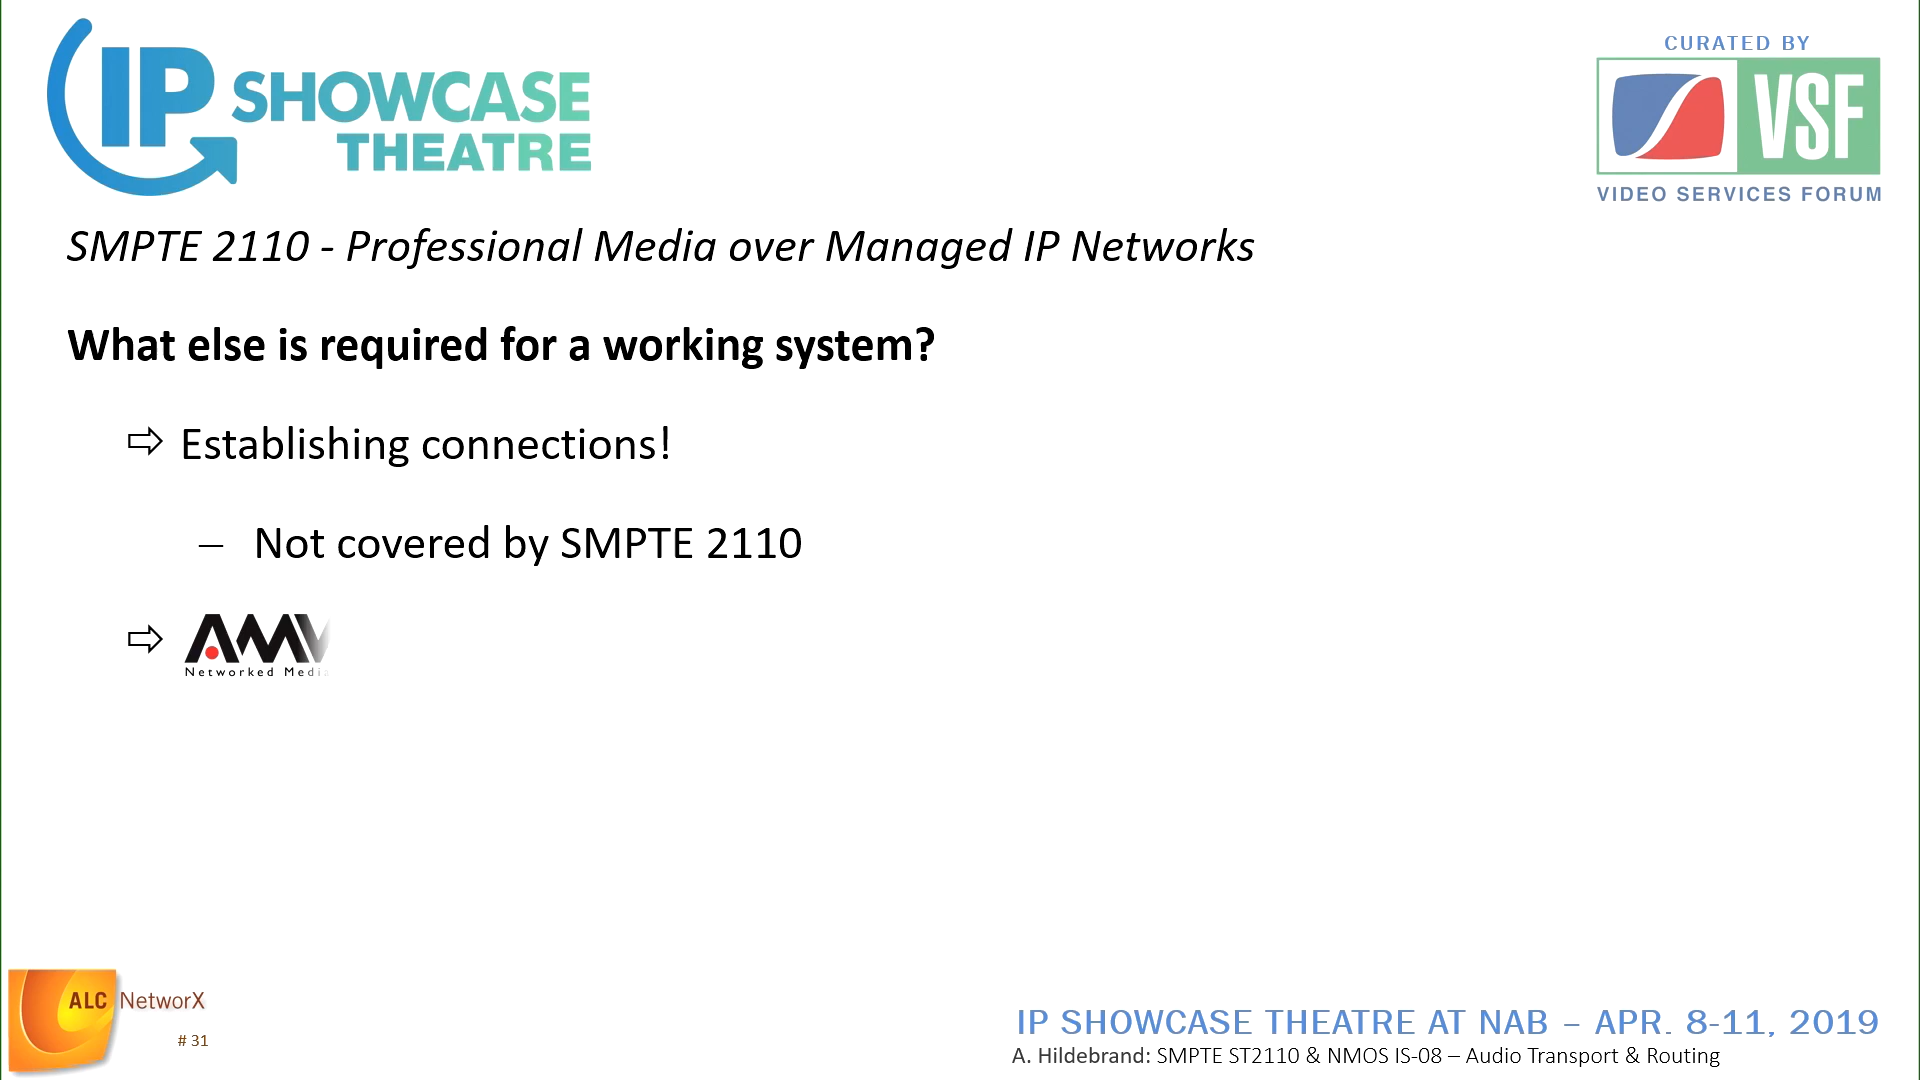 IP SHOWCASE
THEATRE
CURATED BY
VSF
VIDEO SERVICES FORUM
SMPTE 2110 - Professional Media over Managed IP Networks
What else is required for a working system?
⇨ Establishing connections!
– Not covered by SMPTE 2110
⇨
Networked
ALC NetworX
# 31
IP SHOWCASE THEATRE AT NAB – APR. 8-11, 2019
A. Hildebrand: SMPTE ST2110 & NMOS IS-08 – Audio Transport & Routing